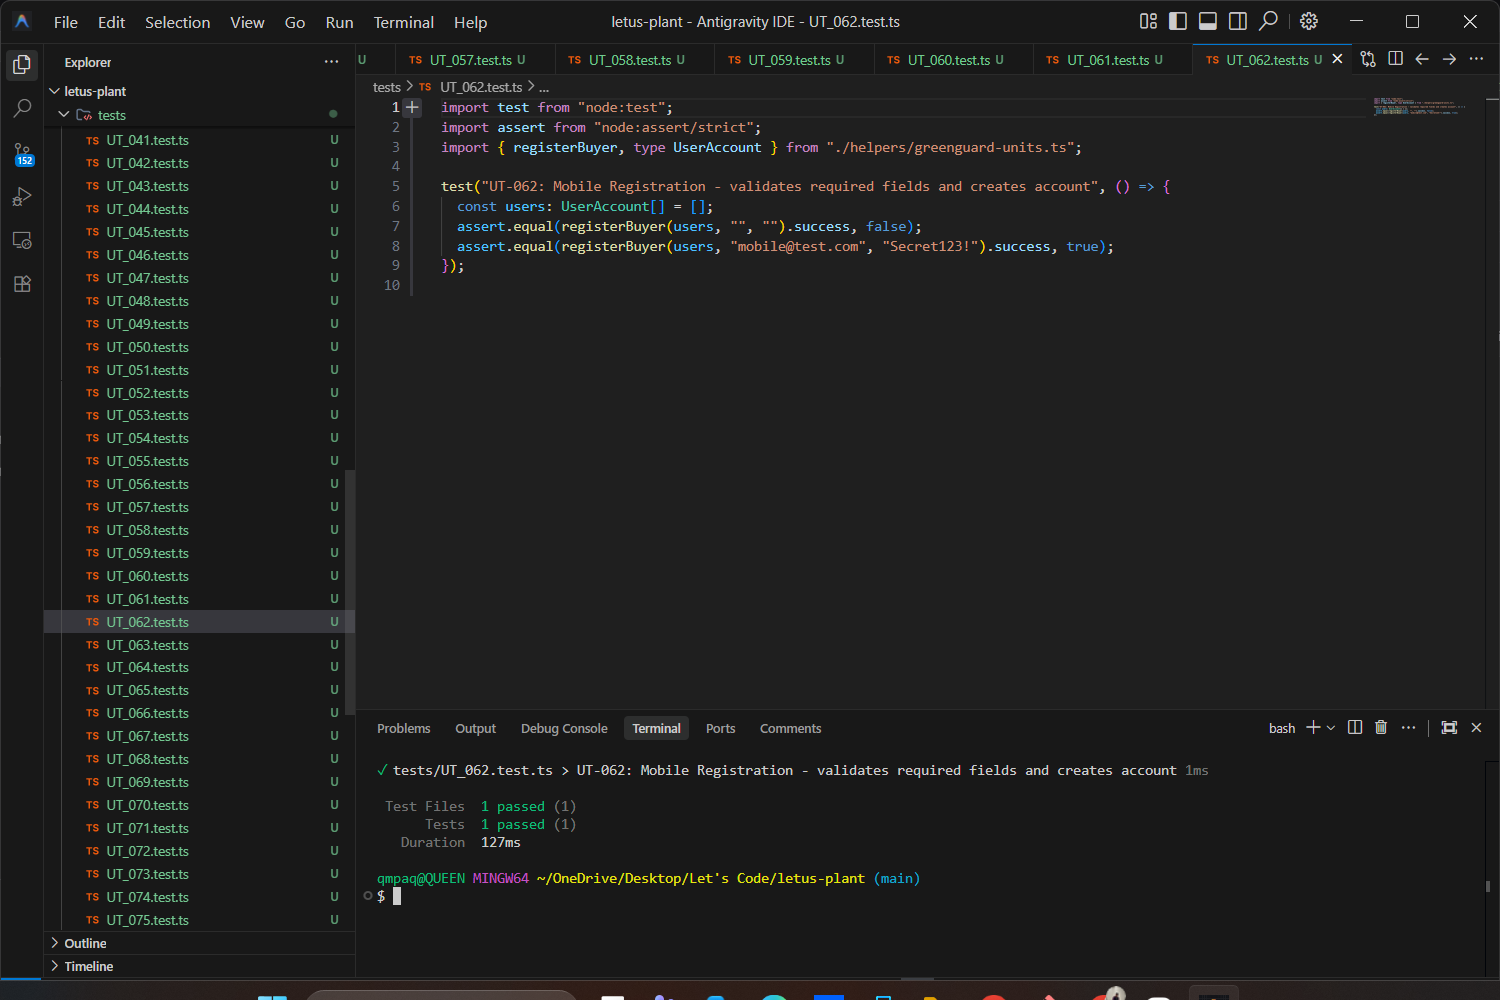 File Edit Selection View Go Run Terminal Help
letus-plant - Antigravity IDE - UT_062.test.ts
Explorer
letus-plant
tests
TS UT_041.test.ts U
TS UT_042.test.ts U
TS UT_043.test.ts U
TS UT_044.test.ts U
TS UT_045.test.ts U
TS UT_046.test.ts U
TS UT_047.test.ts U
TS UT_048.test.ts U
TS UT_049.test.ts U
TS UT_050.test.ts U
TS UT_051.test.ts U
TS UT_052.test.ts U
TS UT_053.test.ts U
TS UT_054.test.ts U
TS UT_055.test.ts U
TS UT_056.test.ts U
TS UT_057.test.ts U
TS UT_058.test.ts U
TS UT_059.test.ts U
TS UT_060.test.ts U
TS UT_061.test.ts U
TS UT_062.test.ts U
TS UT_063.test.ts U
TS UT_064.test.ts U
TS UT_065.test.ts U
TS UT_066.test.ts U
TS UT_067.test.ts U
TS UT_068.test.ts U
TS UT_069.test.ts U
TS UT_070.test.ts U
TS UT_071.test.ts U
TS UT_072.test.ts U
TS UT_073.test.ts U
TS UT_074.test.ts U
TS UT_075.test.ts U
Outline
Timeline
152
U TS UT_057.test.ts U TS UT_058.test.ts U TS UT_059.test.ts U TS UT_060.test.ts U TS UT_061.test.ts U TS UT_062.test.ts U
tests > TS UT_062.test.ts > ...
1 import test from "node:test";
2 import assert from "node:assert/strict";
3 import { registerBuyer, type UserAccount } from "./helpers/greenguard-units.ts";
4
5 test("UT-062: Mobile Registration - validates required fields and creates account", () => {
6 const users: UserAccount[] = [];
7 assert.equal(registerBuyer(users, "", "").success, false);
8 assert.equal(registerBuyer(users, "mobile@test.com", "Secret123!").success, true);
9 });
10
Problems Output Debug Console Terminal Ports Comments
bash
✓ tests/UT_062.test.ts > UT-062: Mobile Registration - validates required fields and creates account 1ms
Test Files 1 passed (1)
Tests 1 passed (1)
Duration 127ms
qmpaq@QUEEN MINGW64 ~/OneDrive/Desktop/Let's Code/letus-plant (main)
$